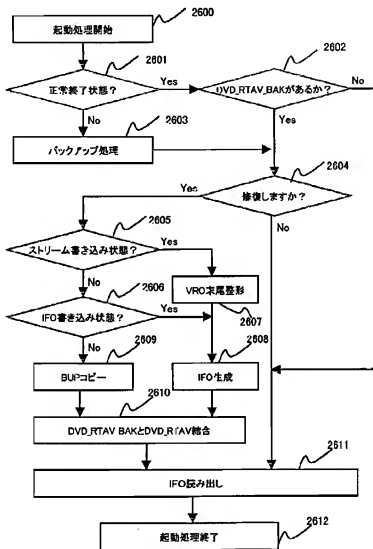 2600
起動処理開始
2601
正常終了状態?
Yes
2602
DVD_RTAV_BAKがあるか?
No
No
2603
Yes
バックアップ処理
2604
Yes
修復しますか?
2605
ストリーム書き込み状態?
Yes
No
No
2606
IFO書き込み状態?
Yes
VRO末尾整形
2607
No
2609
2608
BUPコピー
IFO生成
2610
DVD_RTAV BAKとDVD_RTAV結合
2611
IFO読み出し
2612
起動処理終了